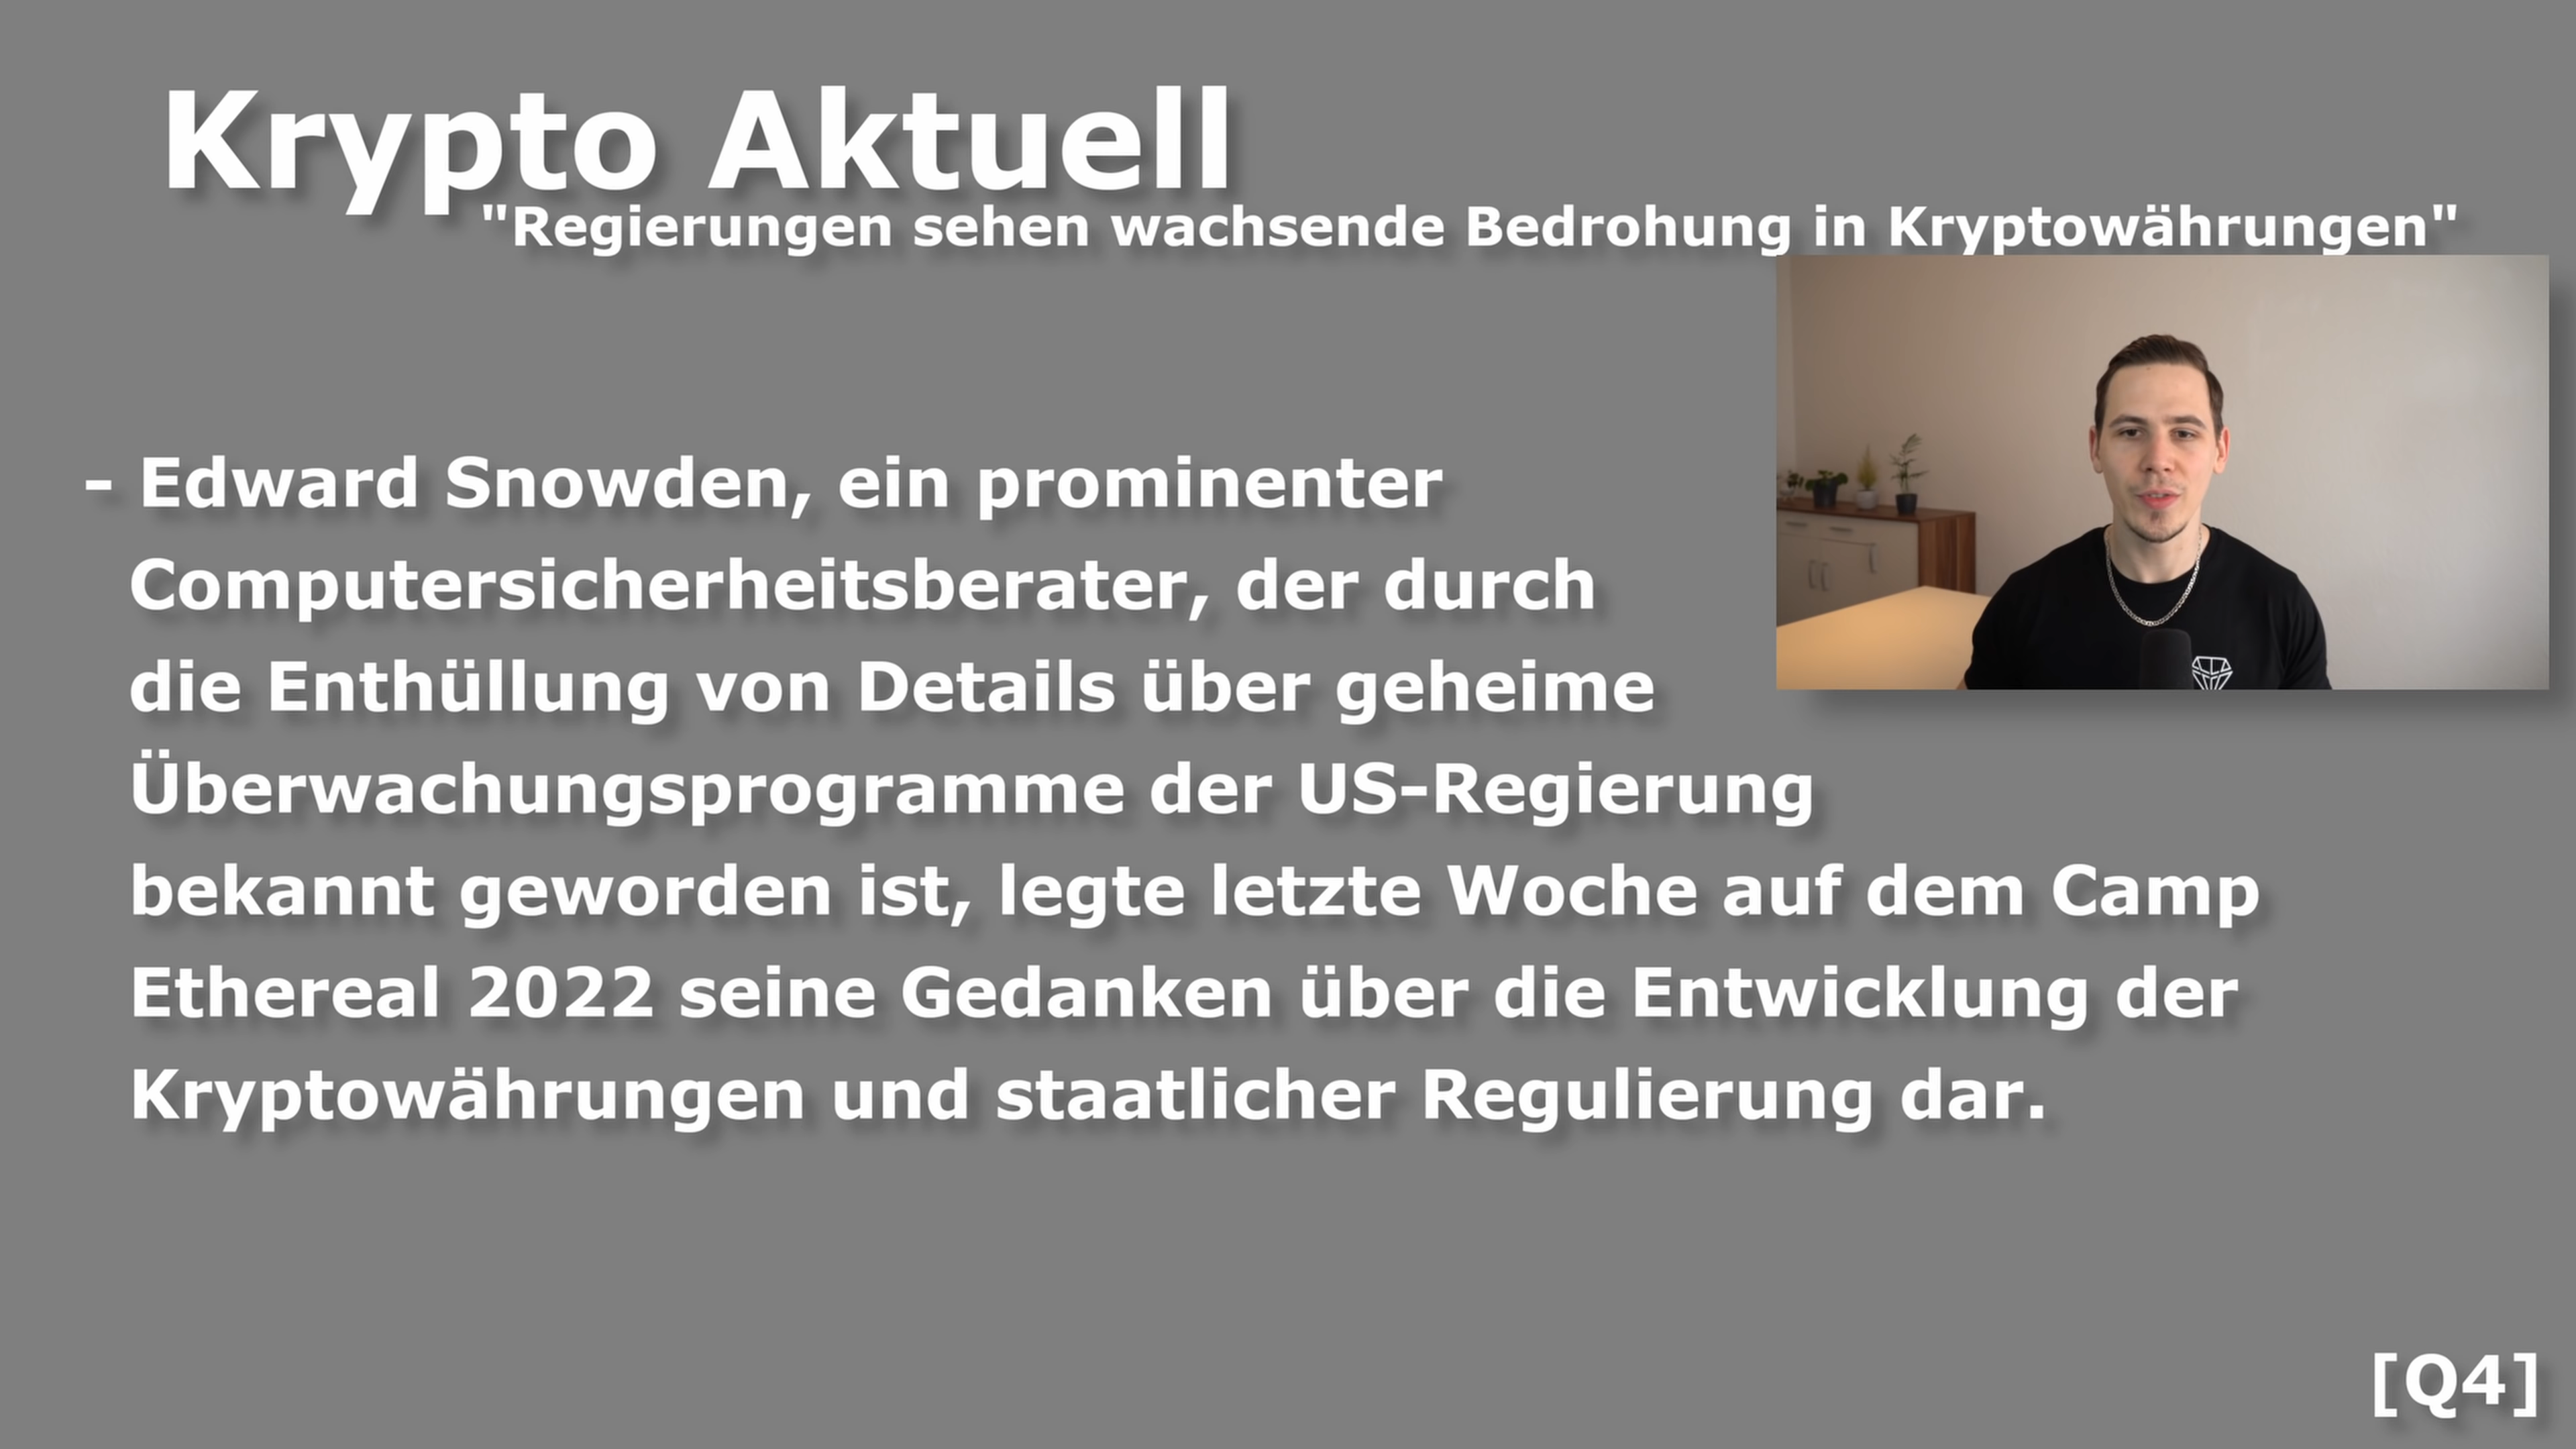 Krypto Aktuell
"Regierungen sehen wachsende Bedrohung in Kryptowährungen"
- Edward Snowden, ein prominenter
Computersicherheitsberater, der durch
die Enthüllung von Details über geheime
Überwachungsprogramme der US-Regierung
bekannt geworden ist, legte letzte Woche auf dem Camp
Ethereal 2022 seine Gedanken über die Entwicklung der
Kryptowährungen und staatlicher Regulierung dar.
[Q4]